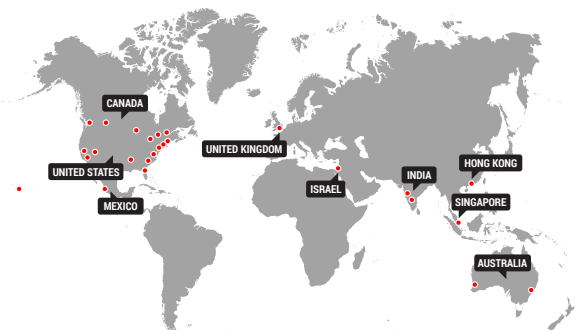 CANADA
UNITED KINGDOM
HONG KONG
UNITED STATES
INDIA
ISRAEL
SINGAPORE
MEXICO
AUSTRALIA